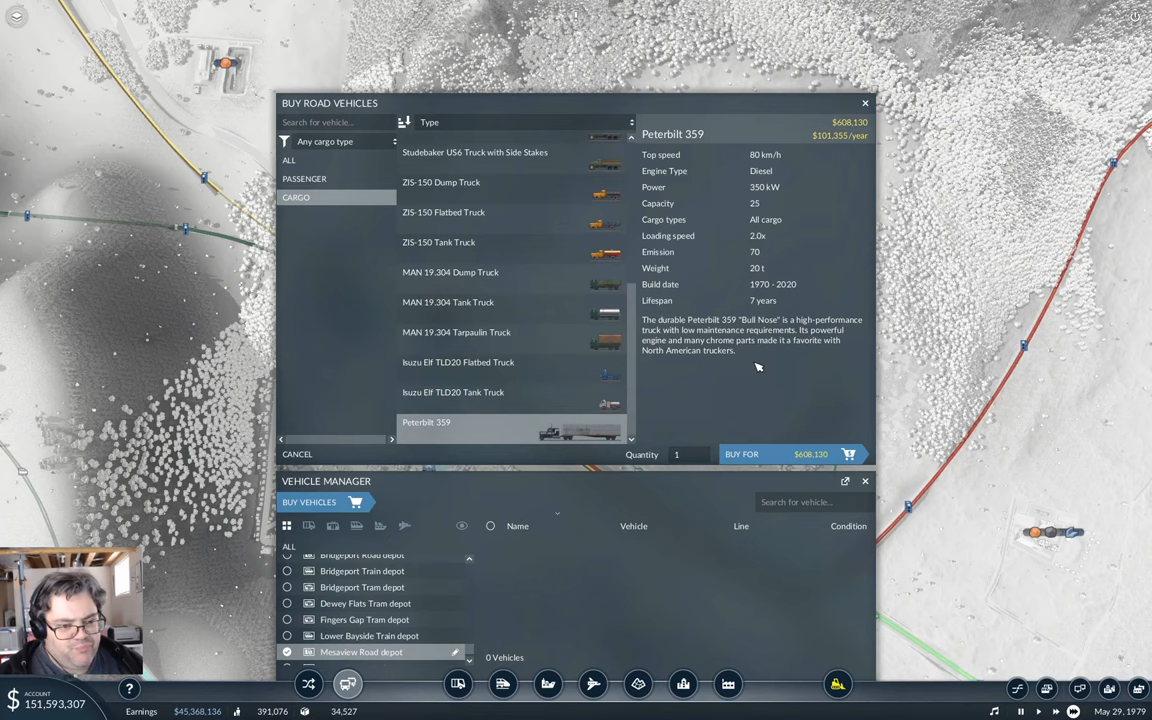 BUY ROAD VEHICLES
Search for vehicle...
Type
Any cargo type
ALL
PASSENGER
CARGO
Studebaker US6 Truck with Side Stakes
ZIS-150 Dump Truck
ZIS-150 Flatbed Truck
ZIS-150 Tank Truck
MAN 19.304 Dump Truck
MAN 19.304 Tank Truck
MAN 19.304 Tarpaulin Truck
Isuzu Elf TLD20 Flatbed Truck
Isuzu Elf TLD20 Tank Truck
Peterbilt 359
$608,130
Peterbilt 359
$101,355/year
Top speed 80 km/h
Engine Type Diesel
Power 350 kW
Capacity 25
Cargo types All cargo
Loading speed 2.0x
Emission 70
Weight 20 t
Build date 1970 - 2020
Lifespan 7 years
The durable Peterbilt 359 "Bull Nose" is a high-performance
truck with low maintenance requirements. Its powerful
engine and many chrome parts made it a favorite with
North American truckers.
CANCEL
Quantity 1
BUY FOR $608,130
VEHICLE MANAGER
BUY VEHICLES
Search for vehicle...
Name Vehicle Line Condition
ALL
Bridgeport Road depot
Bridgeport Train depot
Bridgeport Tram depot
Dewey Flats Tram depot
Fingers Gap Tram depot
Lower Bayside Train depot
Mesaview Road depot
0 Vehicles
$ ACCOUNT
151,593,307
?
Earnings $45,368,136 391,076 34,527
May 29, 1979